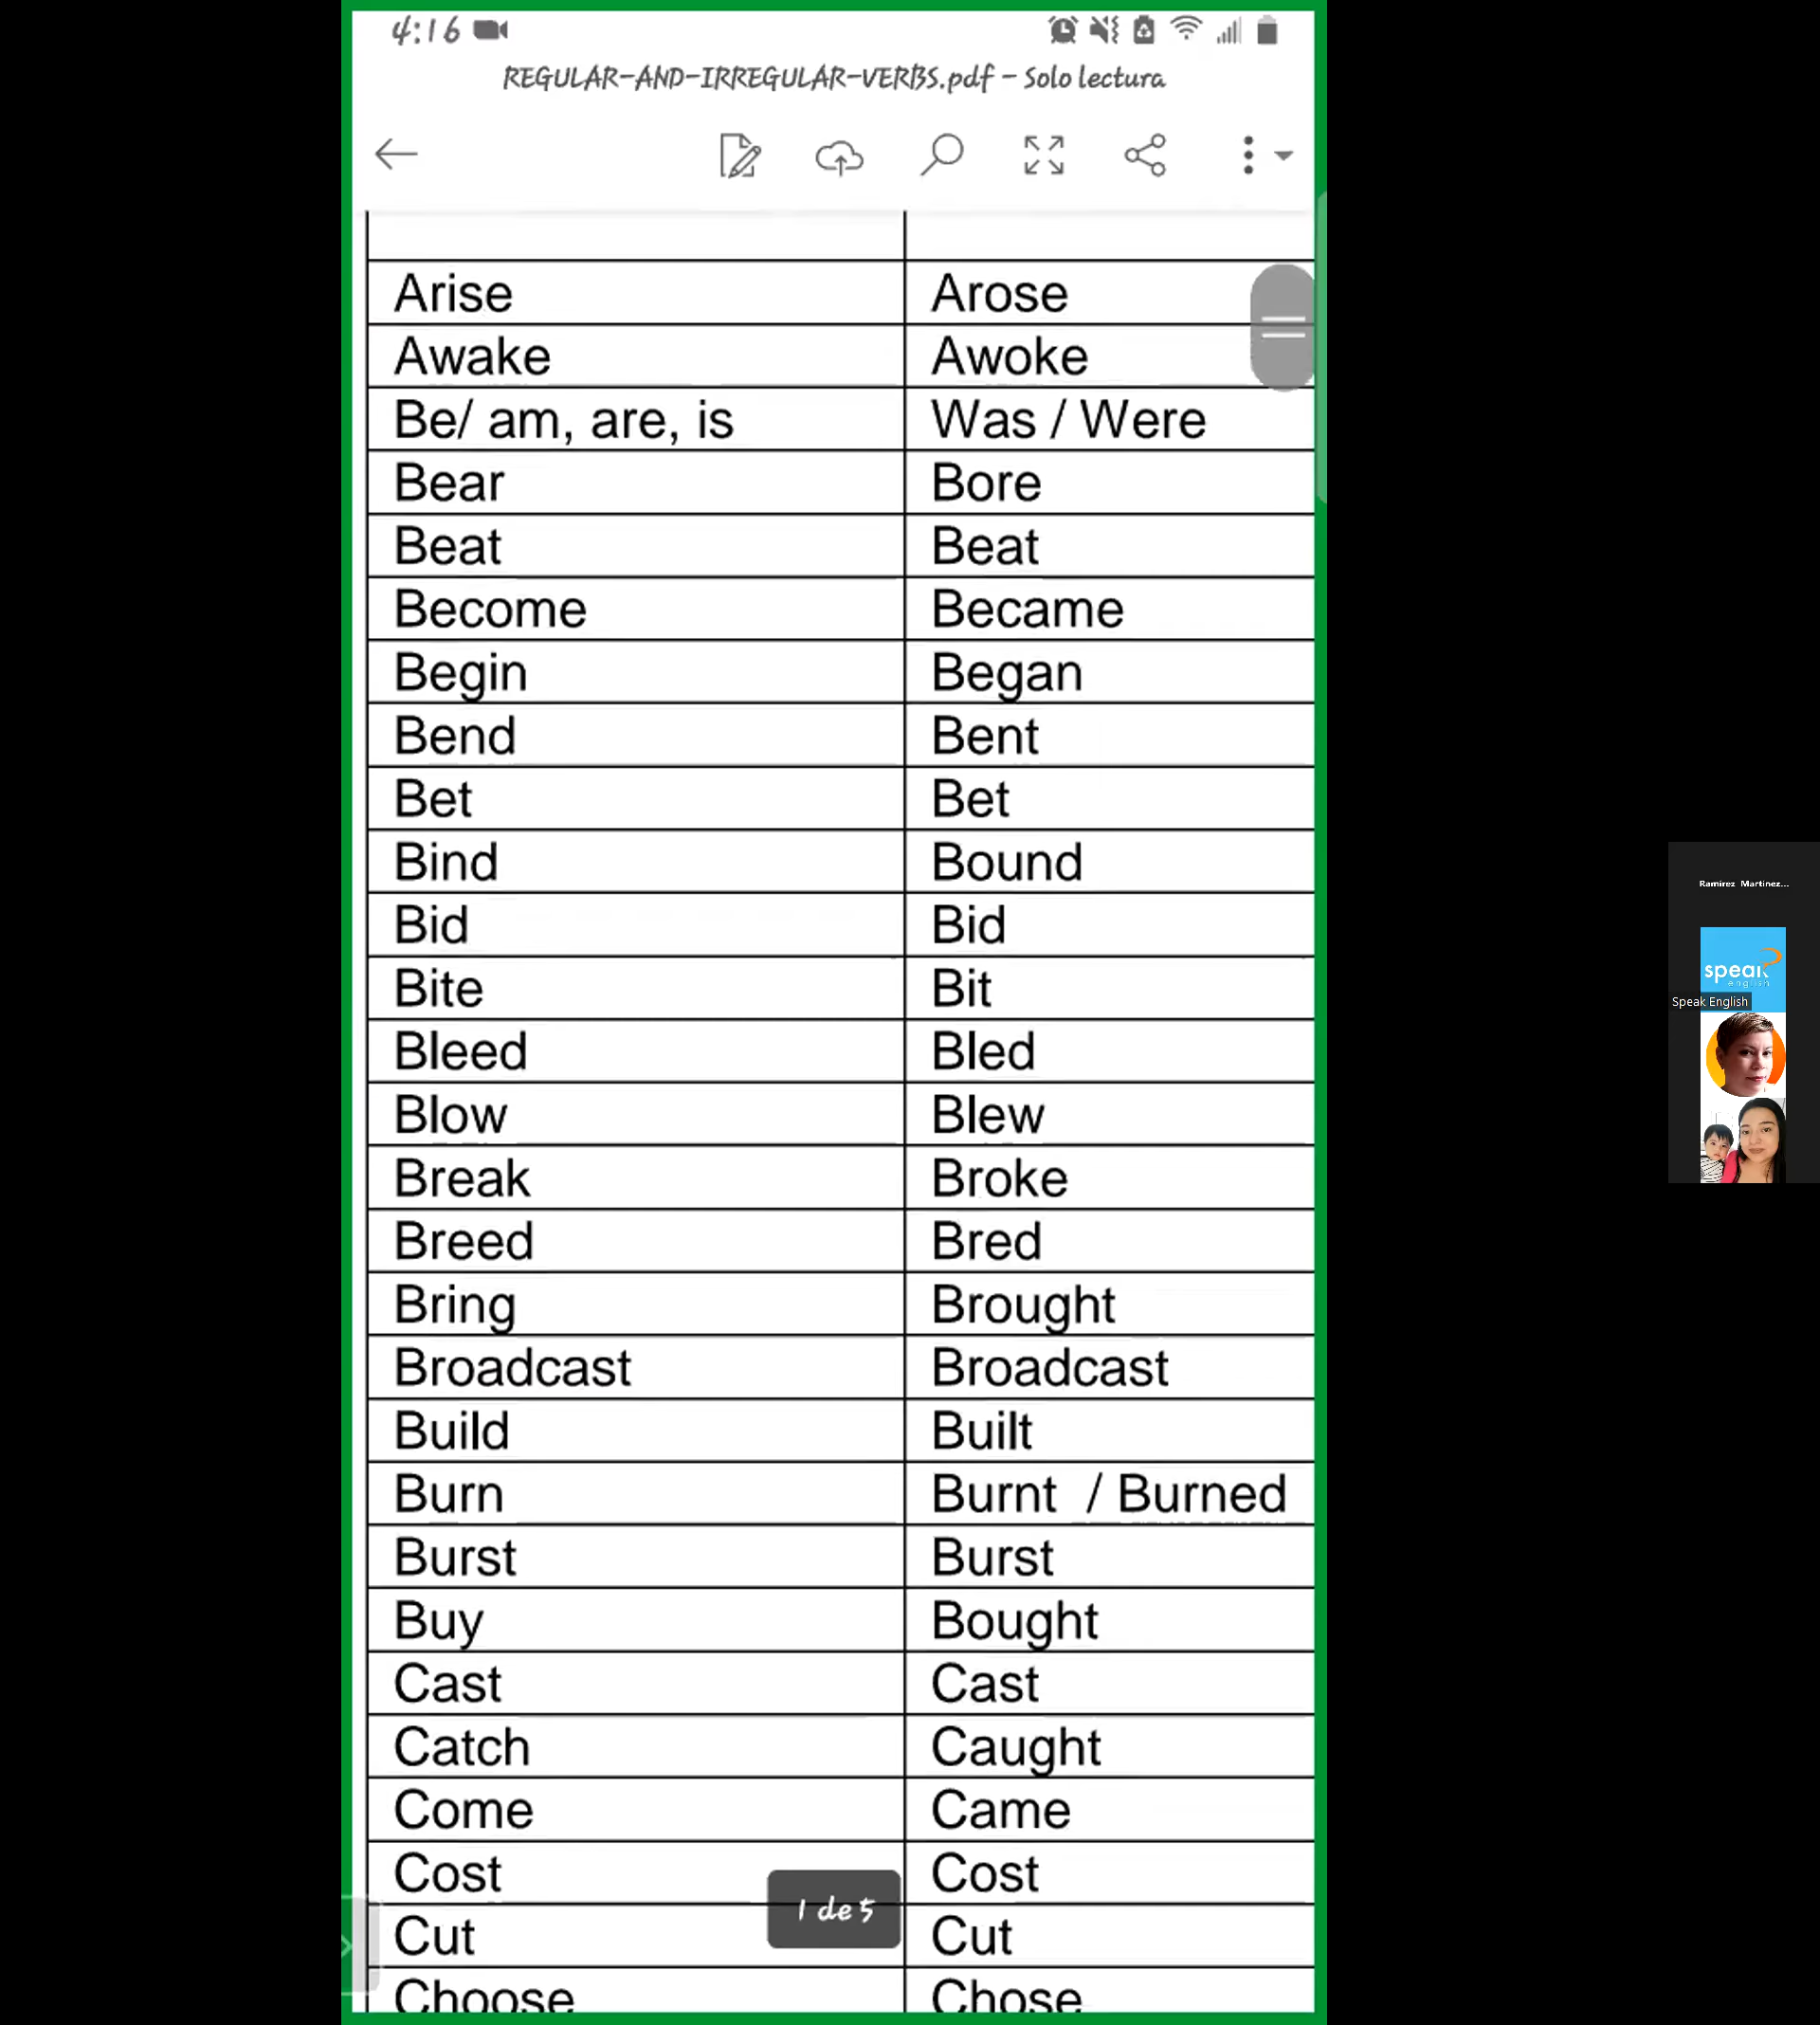 4:16
REGULAR-AND-IRREGULAR-VERBS.pdf - Solo lectura
Arise Arose
Awake Awoke
Be/ am, are, is Was / Were
Bear Bore
Beat Beat
Become Became
Begin Began
Bend Bent
Bet Bet
Bind Bound
Bid Bid
Bite Bit
Bleed Bled
Blow Blew
Break Broke
Breed Bred
Bring Brought
Broadcast Broadcast
Build Built
Burn Burnt / Burned
Burst Burst
Buy Bought
Cast Cast
Catch Caught
Come Came
Cost Cost
1 de 5
Cut Cut
Choose Chose
Ramirez Martinez...
speak
english
Speak English